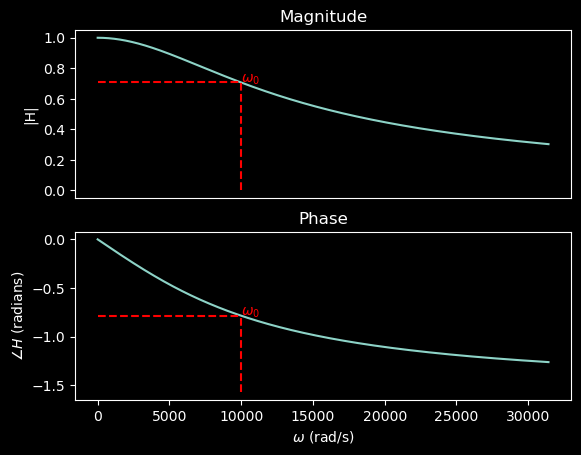 Magnitude
1.0
0.8
0.6
0.4
0.2
0.0
|H|
ω₀
Phase
0.0
−0.5
−1.0
−1.5
∠H (radians)
ω₀
0 5000 10000 15000 20000 25000 30000
ω (rad/s)